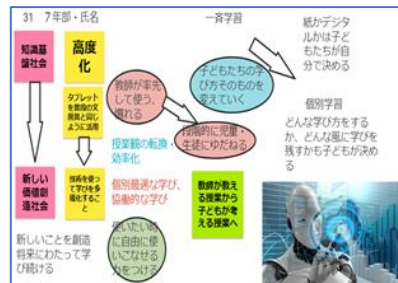 31 7年部・氏名
一斉学習
紙かデジタ
ルかは子ど
もたちが自
分で決める
知識基
盤社会
高度
化
タブレット
を普段の文
房具と同じ
ように活用
教師が率先
して使う、
慣れる
子どもたちの学
び方そのものを
変えていく
個別学習
どんな学び方をする
か、どんな風に学びを
残すかも子どもが決め
る
授業観の転換・
効率化
段階的に児童・
生徒にゆだねる
新しい
価値創
造社会
技術を使っ
て学びを多
様化すること
個別最適な学び、
協働的な学び
教師が教え
る授業から
子どもが考
える授業へ
新しいことを創造
将来にわたって学
び続ける
使いたい時
に自由に使
いこなせる
力をつける